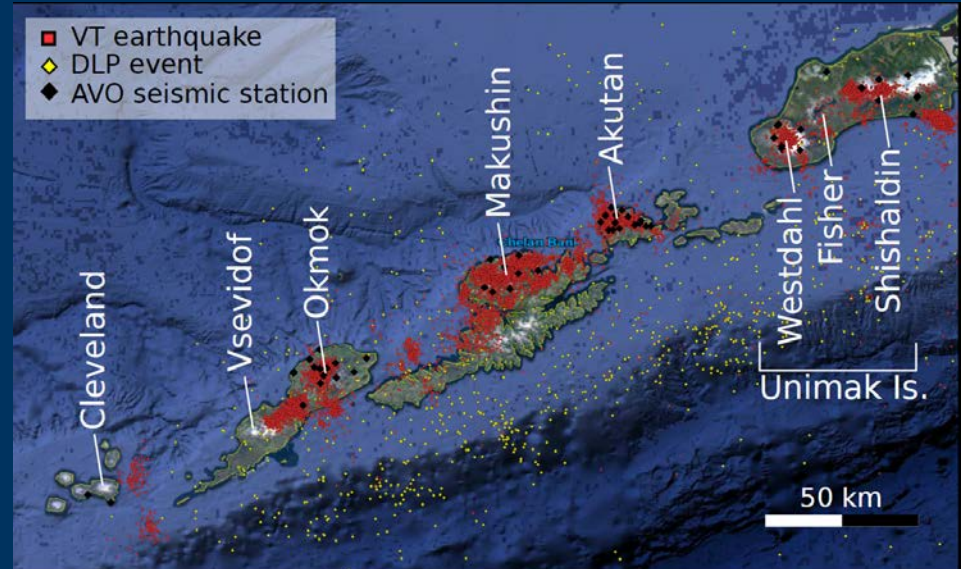 VT earthquake
DLP event
AVO seismic station
Cleveland
Vsevidof
Okmok
Makushin
Akutan
Westdahl
Fisher
Shishaldin
Unimak Is.
50 km